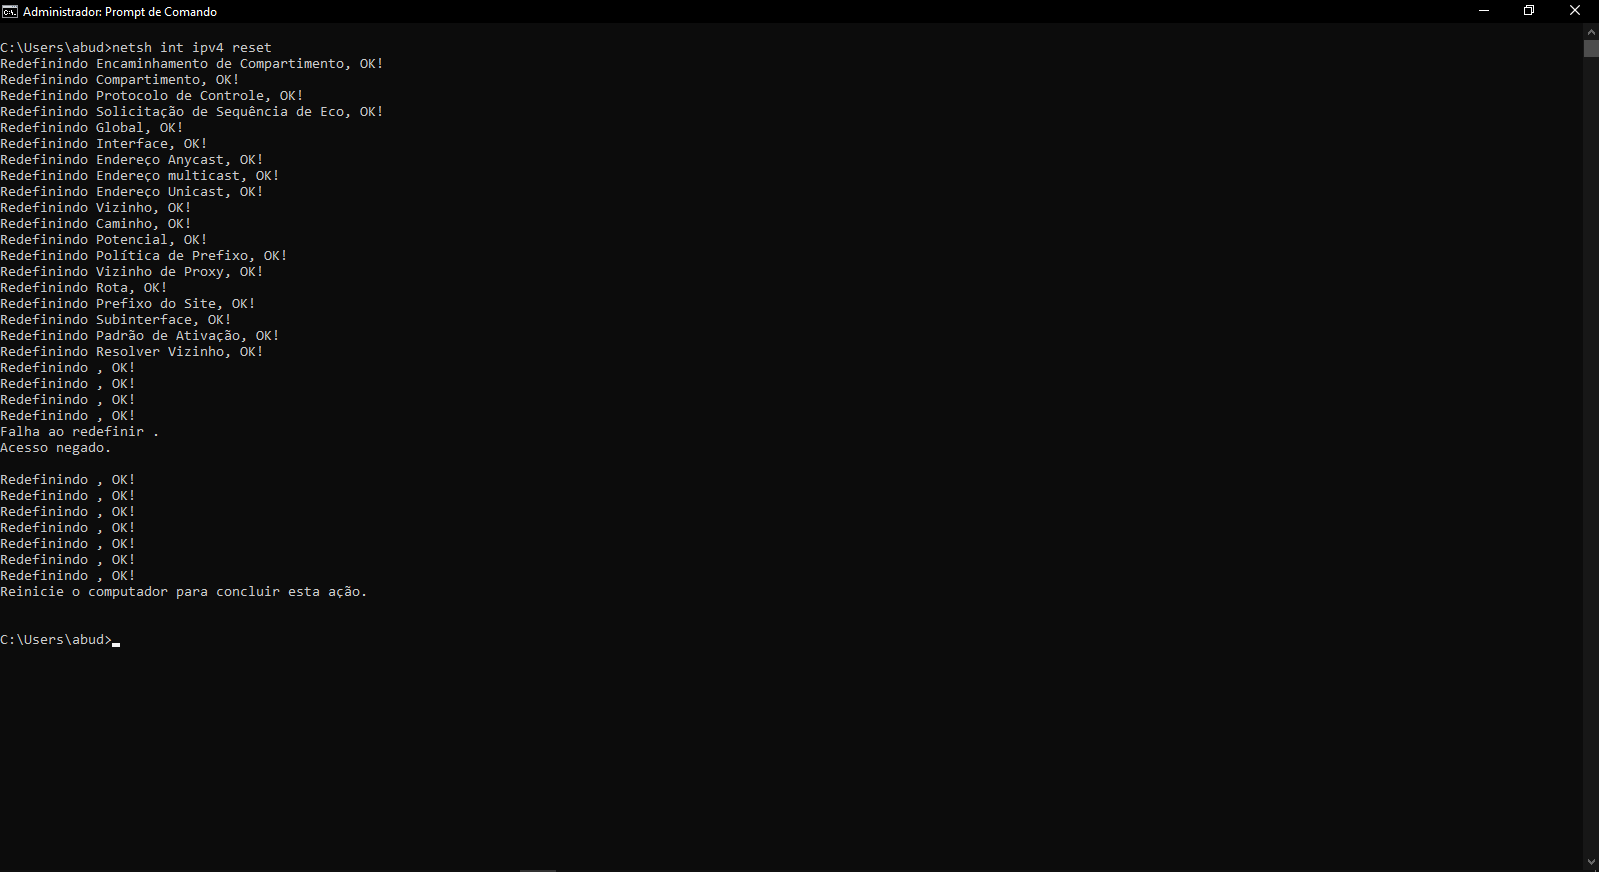 Administrador: Prompt de Comando
C:\Users\abud>netsh int ipv4 reset
Redefinindo Encaminhamento de Compartimento, OK!
Redefinindo Compartimento, OK!
Redefinindo Protocolo de Controle, OK!
Redefinindo Solicitação de Sequência de Eco, OK!
Redefinindo Global, OK!
Redefinindo Interface, OK!
Redefinindo Endereço Anycast, OK!
Redefinindo Endereço multicast, OK!
Redefinindo Endereço Unicast, OK!
Redefinindo Vizinho, OK!
Redefinindo Caminho, OK!
Redefinindo Potencial, OK!
Redefinindo Política de Prefixo, OK!
Redefinindo Vizinho de Proxy, OK!
Redefinindo Rota, OK!
Redefinindo Prefixo do Site, OK!
Redefinindo Subinterface, OK!
Redefinindo Padrão de Ativação, OK!
Redefinindo Resolver Vizinho, OK!
Redefinindo , OK!
Redefinindo , OK!
Redefinindo , OK!
Redefinindo , OK!
Falha ao redefinir .
Acesso negado.
Redefinindo , OK!
Redefinindo , OK!
Redefinindo , OK!
Redefinindo , OK!
Redefinindo , OK!
Redefinindo , OK!
Redefinindo , OK!
Reinicie o computador para concluir esta ação.
C:\Users\abud>